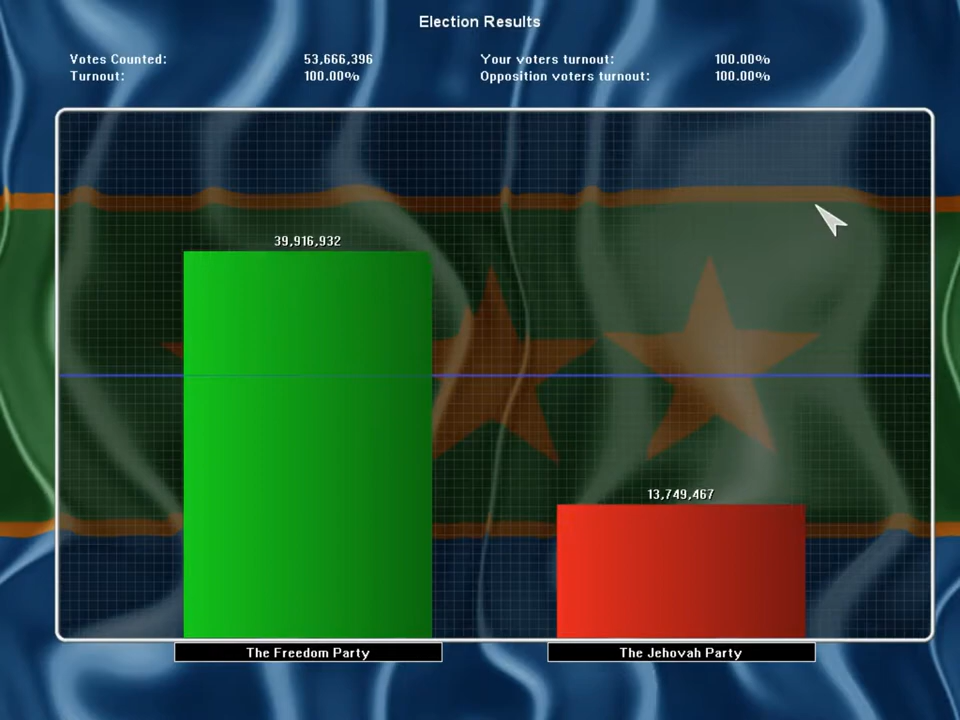 Election Results
Votes Counted: 53,666,396 Your voters turnout: 100.00%
Turnout: 100.00% Opposition voters turnout: 100.00%
39,916,932
13,749,467
The Freedom Party The Jehovah Party